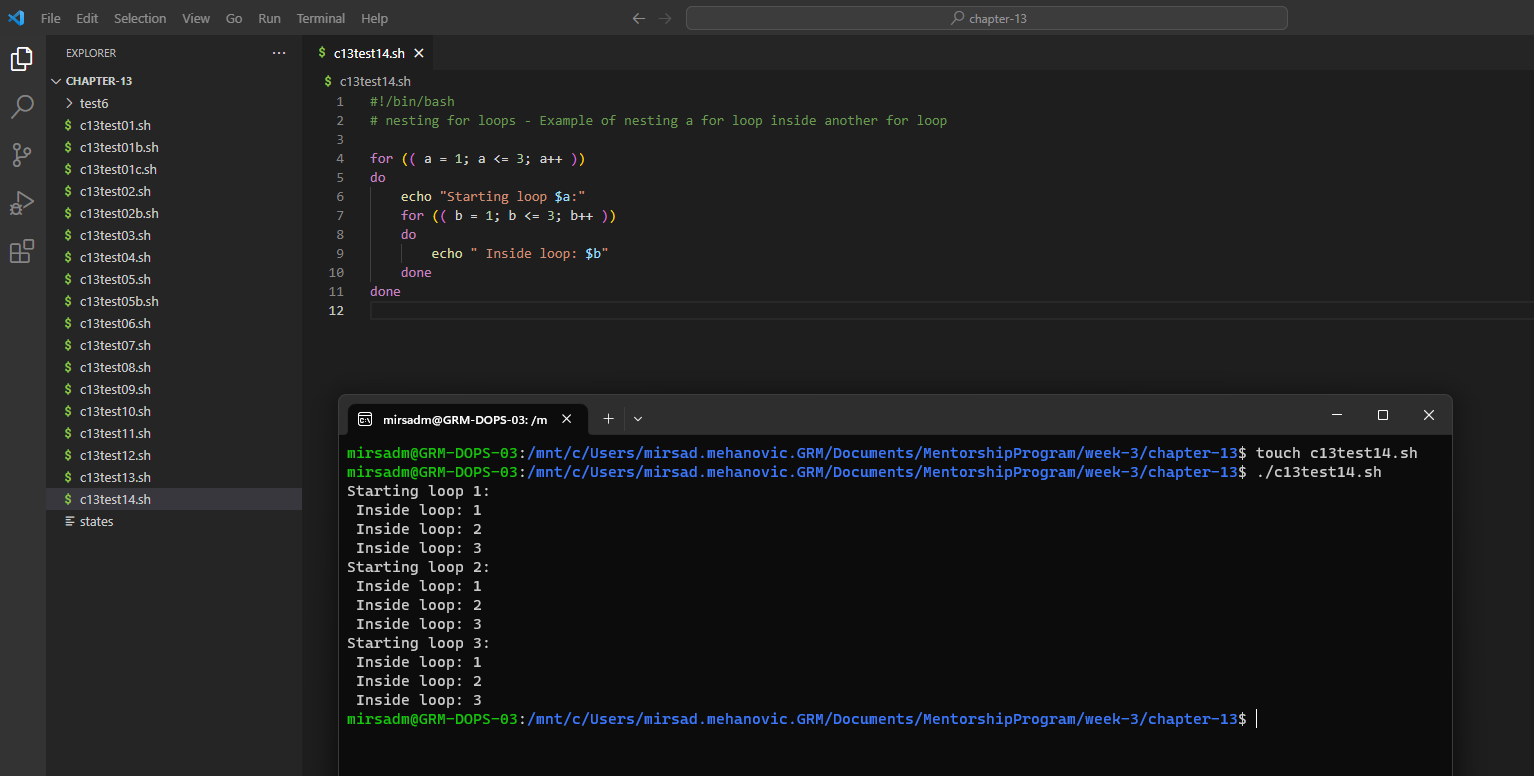 File Edit Selection View Go Run Terminal Help
chapter-13
EXPLORER ···
CHAPTER-13
test6
$ c13test01.sh
$ c13test01b.sh
$ c13test01c.sh
$ c13test02.sh
$ c13test02b.sh
$ c13test03.sh
$ c13test04.sh
$ c13test05.sh
$ c13test05b.sh
$ c13test06.sh
$ c13test07.sh
$ c13test08.sh
$ c13test09.sh
$ c13test10.sh
$ c13test11.sh
$ c13test12.sh
$ c13test13.sh
$ c13test14.sh
states
$ c13test14.sh
$ c13test14.sh
1 #!/bin/bash
2 # nesting for loops - Example of nesting a for loop inside another for loop
3
4 for (( a = 1; a <= 3; a++ ))
5 do
6     echo "Starting loop $a:"
7     for (( b = 1; b <= 3; b++ ))
8     do
9         echo " Inside loop: $b"
10     done
11 done
12
mirsadm@GRM-DOPS-03: /m
mirsadm@GRM-DOPS-03:/mnt/c/Users/mirsad.mehanovic.GRM/Documents/MentorshipProgram/week-3/chapter-13$ touch c13test14.sh
mirsadm@GRM-DOPS-03:/mnt/c/Users/mirsad.mehanovic.GRM/Documents/MentorshipProgram/week-3/chapter-13$ ./c13test14.sh
Starting loop 1:
 Inside loop: 1
 Inside loop: 2
 Inside loop: 3
Starting loop 2:
 Inside loop: 1
 Inside loop: 2
 Inside loop: 3
Starting loop 3:
 Inside loop: 1
 Inside loop: 2
 Inside loop: 3
mirsadm@GRM-DOPS-03:/mnt/c/Users/mirsad.mehanovic.GRM/Documents/MentorshipProgram/week-3/chapter-13$